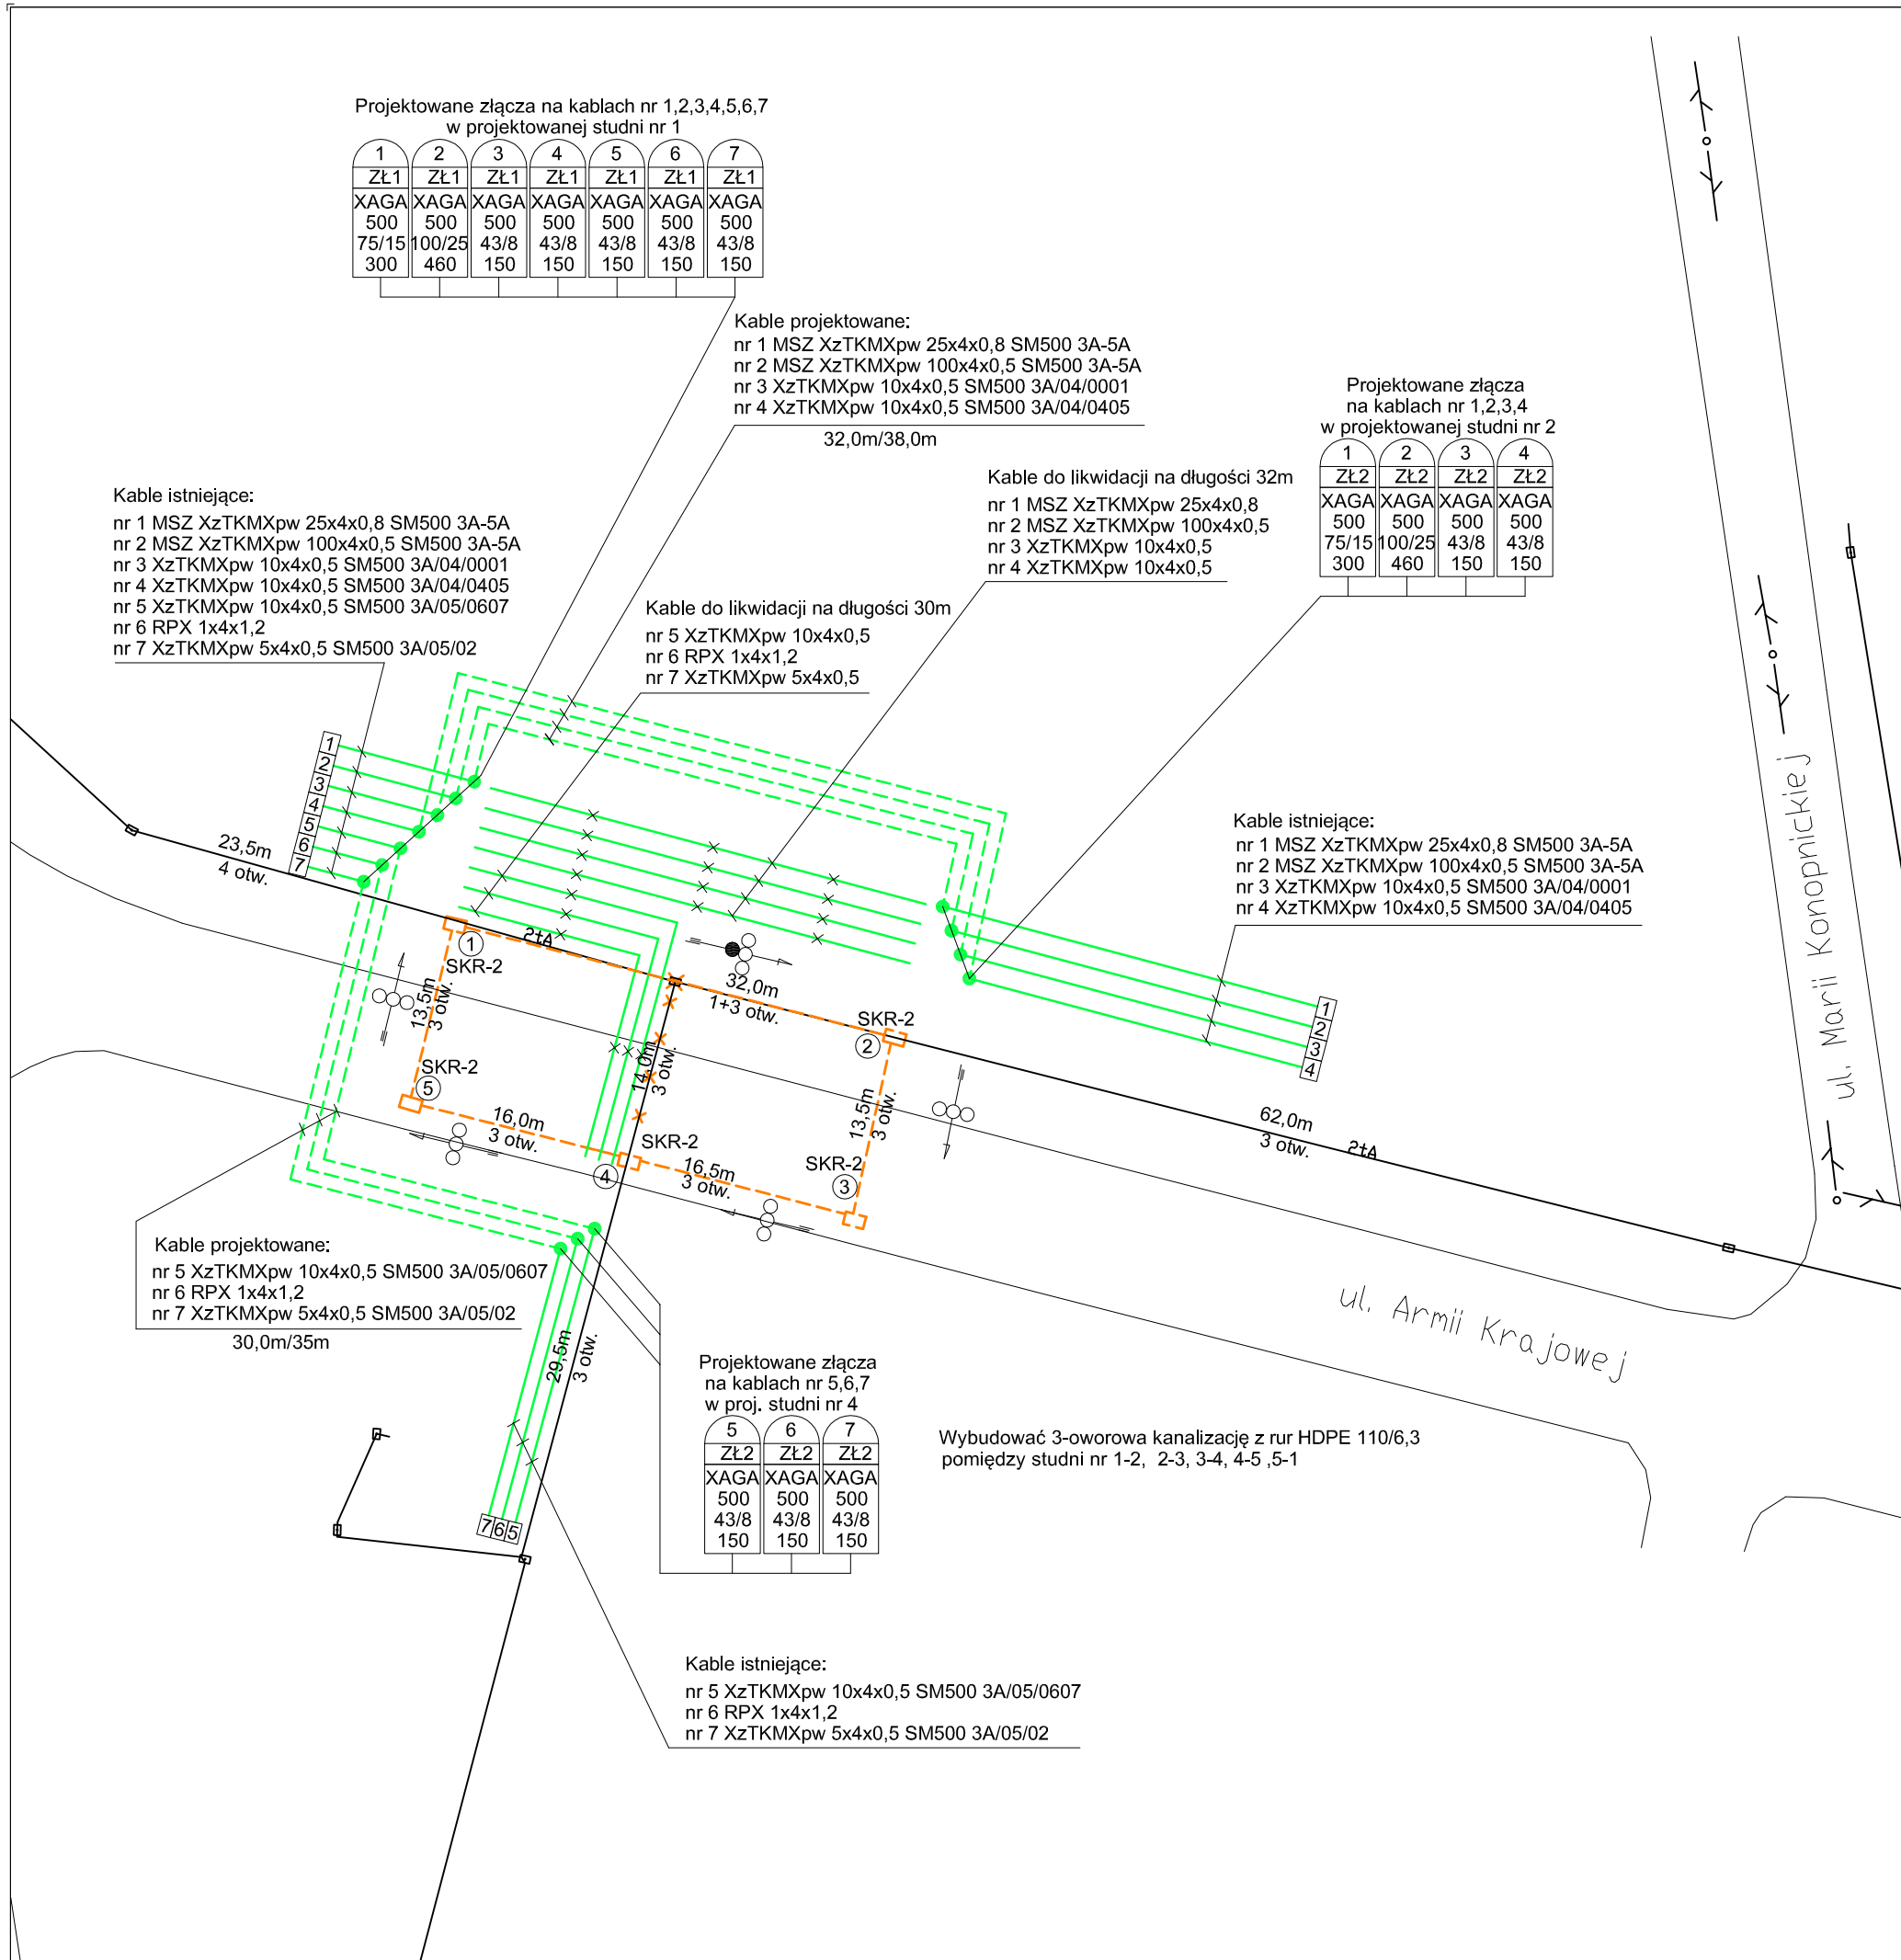 Projektowane złącza na kablach nr 1,2,3,4,5,6,7
w projektowanej studni nr 1
1 2 3 4 5 6 7
ZŁ1 ZŁ1 ZŁ1 ZŁ1 ZŁ1 ZŁ1 ZŁ1
XAGA XAGA XAGA XAGA XAGA XAGA XAGA
500 500 500 500 500 500 500
75/15 100/25 43/8 43/8 43/8 43/8 43/8
300 460 150 150 150 150 150
Kable projektowane:
nr 1 MSZ XzTKMXpw 25x4x0,8 SM500 3A-5A
nr 2 MSZ XzTKMXpw 100x4x0,5 SM500 3A-5A
nr 3 XzTKMXpw 10x4x0,5 SM500 3A/04/0001
nr 4 XzTKMXpw 10x4x0,5 SM500 3A/04/0405
32,0m/38,0m
Projektowane złącza
na kablach nr 1,2,3,4
w projektowanej studni nr 2
1 2 3 4
ZŁ2 ZŁ2 ZŁ2 ZŁ2
XAGA XAGA XAGA XAGA
500 500 500 500
75/15 100/25 43/8 43/8
300 460 150 150
Kable do likwidacji na długości 32m
nr 1 MSZ XzTKMXpw 25x4x0,8
nr 2 MSZ XzTKMXpw 100x4x0,5
nr 3 XzTKMXpw 10x4x0,5
nr 4 XzTKMXpw 10x4x0,5
Kable istniejące:
nr 1 MSZ XzTKMXpw 25x4x0,8 SM500 3A-5A
nr 2 MSZ XzTKMXpw 100x4x0,5 SM500 3A-5A
nr 3 XzTKMXpw 10x4x0,5 SM500 3A/04/0001
nr 4 XzTKMXpw 10x4x0,5 SM500 3A/04/0405
nr 5 XzTKMXpw 10x4x0,5 SM500 3A/05/0607
nr 6 RPX 1x4x1,2
nr 7 XzTKMXpw 5x4x0,5 SM500 3A/05/02
Kable do likwidacji na długości 30m
nr 5 XzTKMXpw 10x4x0,5
nr 6 RPX 1x4x1,2
nr 7 XzTKMXpw 5x4x0,5
1
2
3
4
5
6
7
23,5m
4 otw.
Kable istniejące:
nr 1 MSZ XzTKMXpw 25x4x0,8 SM500 3A-5A
nr 2 MSZ XzTKMXpw 100x4x0,5 SM500 3A-5A
nr 3 XzTKMXpw 10x4x0,5 SM500 3A/04/0001
nr 4 XzTKMXpw 10x4x0,5 SM500 3A/04/0405
ul. Marii Konopnickiej
1
SKR-2
2tA
32,0m
1+3 otw.
SKR-2
2
1
2
3
4
13,5m
3 otw.
SKR-2
5
14,0m
3 otw.
16,0m
3 otw.
SKR-2
4
16,5m
3 otw.
13,5m
3 otw.
SKR-2
3
62,0m
3 otw.
2tA
Kable projektowane:
nr 5 XzTKMXpw 10x4x0,5 SM500 3A/05/0607
nr 6 RPX 1x4x1,2
nr 7 XzTKMXpw 5x4x0,5 SM500 3A/05/02
30,0m/35m
ul. Armii Krajowej
29,5m
3 otw.
Projektowane złącza
na kablach nr 5,6,7
w proj. studni nr 4
5 6 7
ZŁ2 ZŁ2 ZŁ2
XAGA XAGA XAGA
500 500 500
43/8 43/8 43/8
150 150 150
Wybudować 3-oworowa kanalizację z rur HDPE 110/6,3
pomiędzy studni nr 1-2, 2-3, 3-4, 4-5 ,5-1
7 6 5
Kable istniejące:
nr 5 XzTKMXpw 10x4x0,5 SM500 3A/05/0607
nr 6 RPX 1x4x1,2
nr 7 XzTKMXpw 5x4x0,5 SM500 3A/05/02